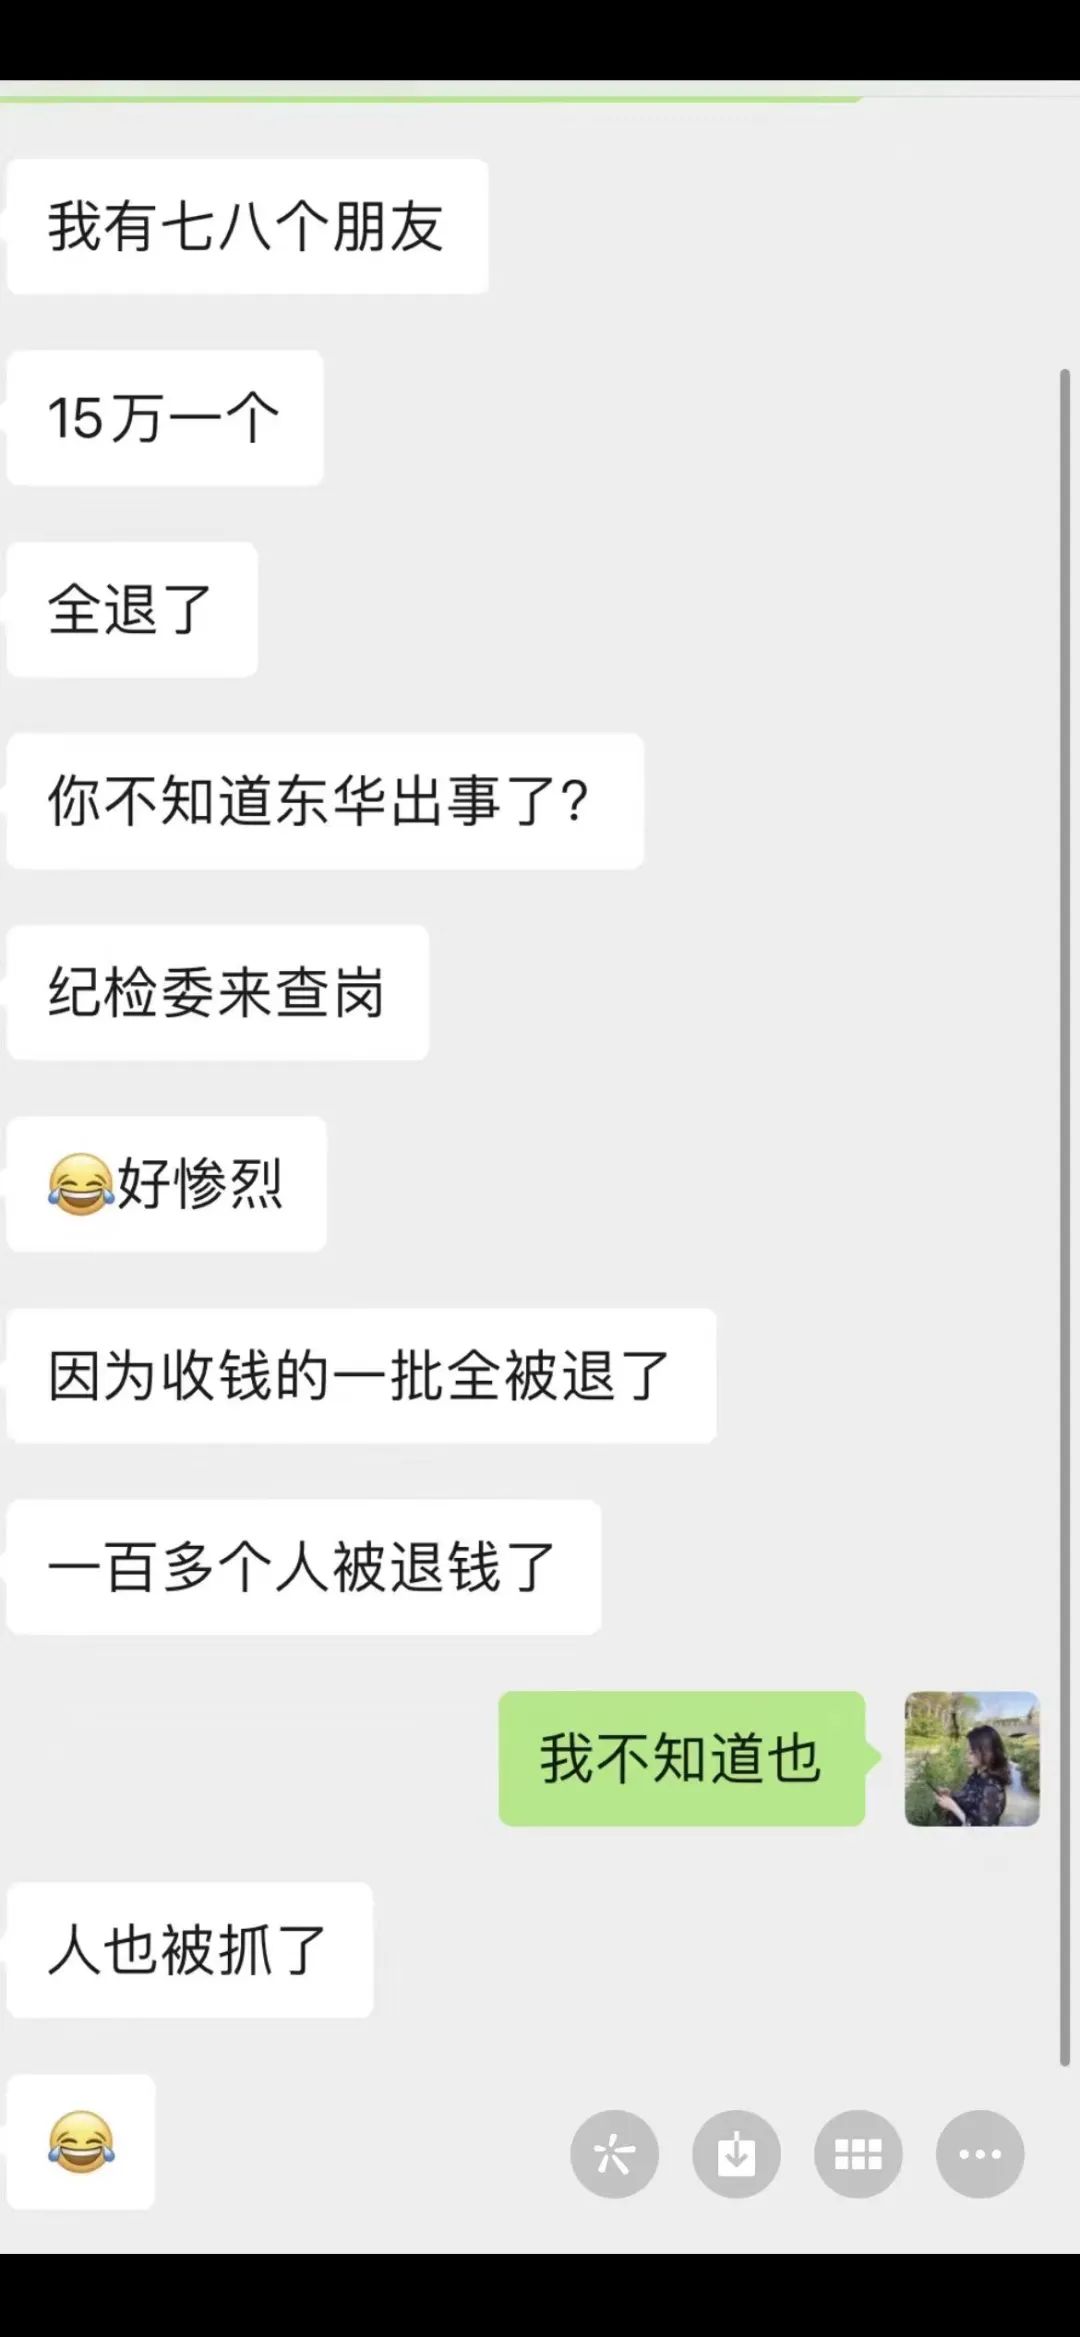 我有七八个朋友
15万一个
全退了
你不知道东华出事了?
纪检委来查岗
😂好惨烈
因为收钱的一批全被退了
一百多个人被退钱了
我不知道也
人也被抓了
😂